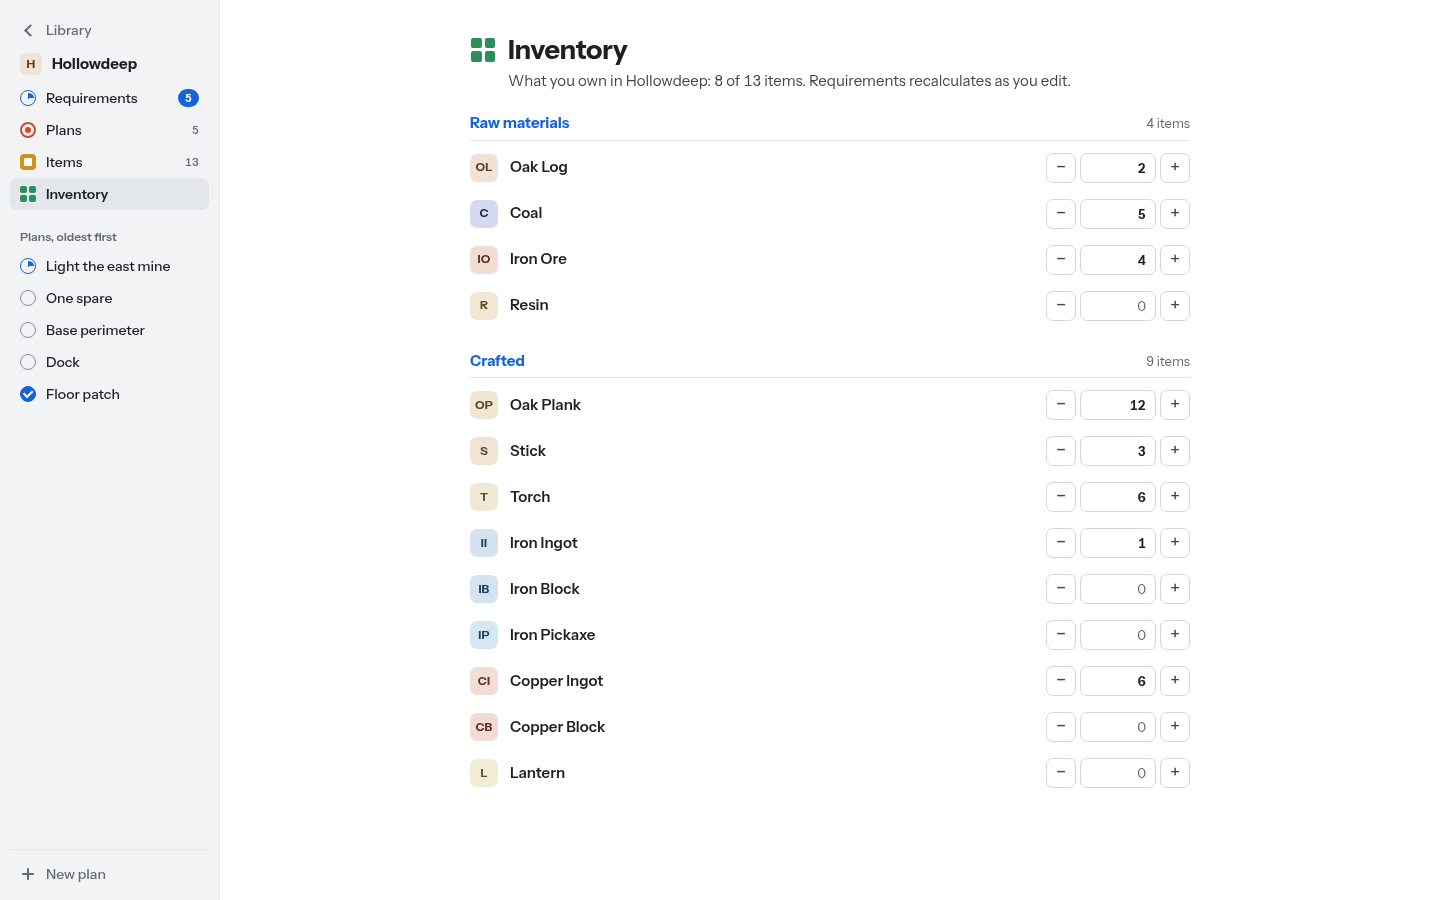 Library
H Hollowdeep
Requirements 5
Plans 5
Items 13
Inventory
Plans, oldest first
Light the east mine
One spare
Base perimeter
Dock
Floor patch
New plan
Inventory
What you own in Hollowdeep: 8 of 13 items. Requirements recalculates as you edit.
Raw materials 4 items
OL Oak Log − 2 +
C Coal − 5 +
IO Iron Ore − 4 +
R Resin − 0 +
Crafted 9 items
OP Oak Plank − 12 +
S Stick − 3 +
T Torch − 6 +
II Iron Ingot − 1 +
IB Iron Block − 0 +
IP Iron Pickaxe − 0 +
CI Copper Ingot − 6 +
CB Copper Block − 0 +
L Lantern − 0 +